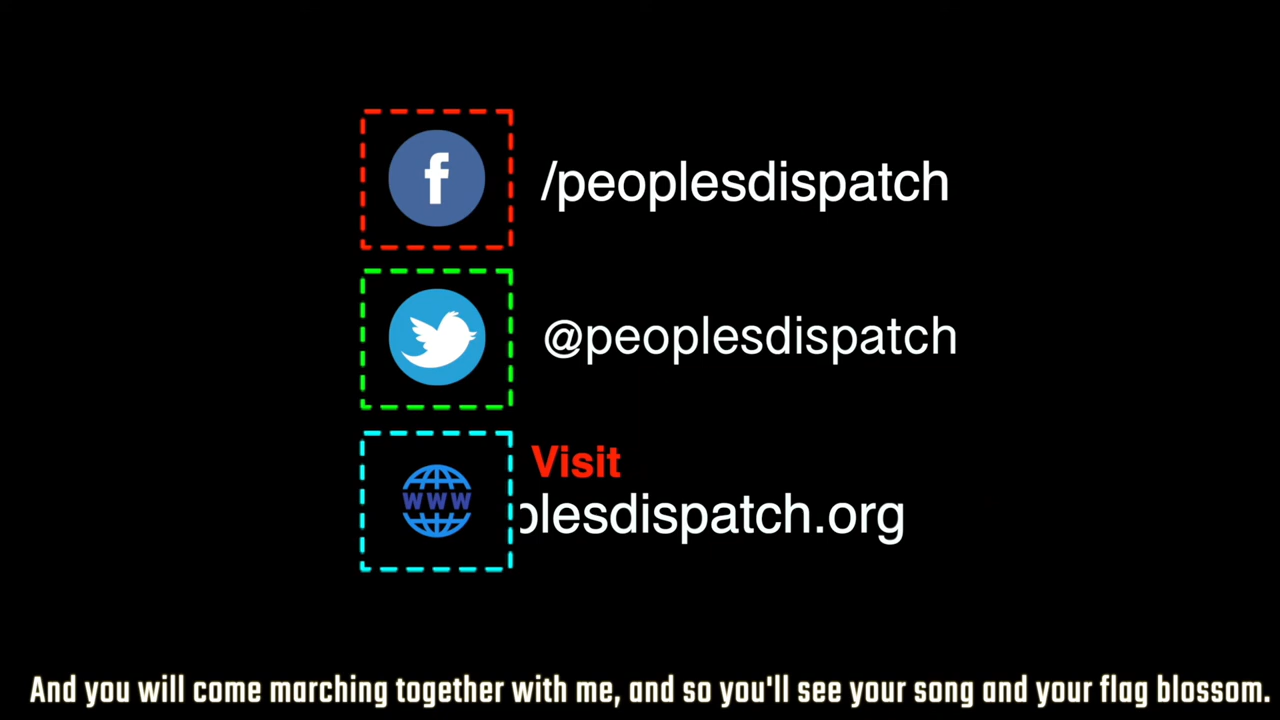 f
/peoplesdispatch
@peoplesdispatch
Visit
WWW
plesdispatch.org
And you will come marching together with me, and so you'll see your song and your flag blossom.